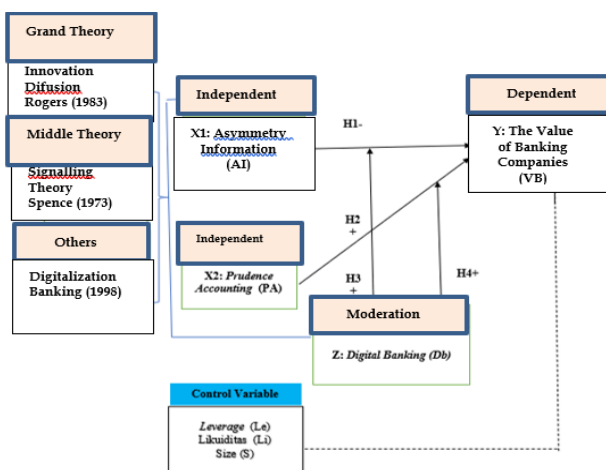 Grand Theory
Innovation
Difusion
Rogers (1983)
Middle Theory
Signalling
Theory
Spence (1973)
Others
Digitalization
Banking (1998)
Independent
X1: Asymmetry
Information
(AI)
Independent
X2: Prudence
Accounting (PA)
H1-
H2
+
H3
+
H4+
Moderation
Z: Digital Banking (Db)
Dependent
Y: The Value
of Banking
Companies
(VB)
Control Variable
Leverage (Le)
Likuiditas (Li)
Size (S)